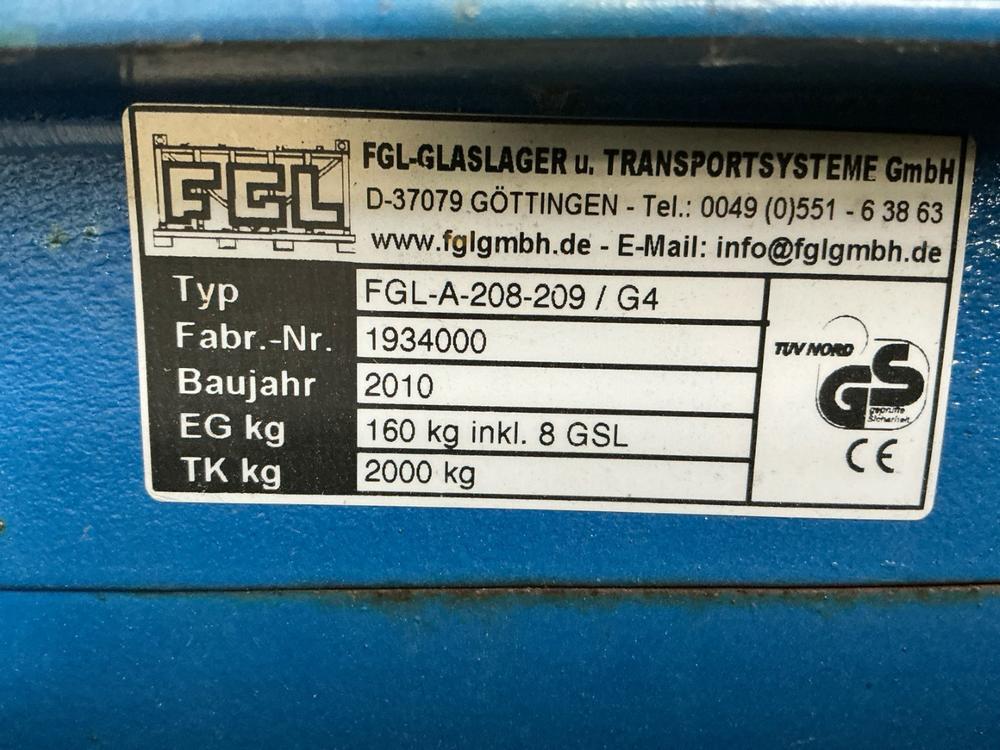 FGL
FGL-GLASLAGER u. TRANSPORTSYSTEME GmbH
D-37079 GÖTTINGEN - Tel.: 0049 (0)551 - 6 38 63
www.fglgmbh.de - E-Mail: info@fglgmbh.de
Typ FGL-A-208-209 / G4
Fabr.-Nr. 1934000
Baujahr 2010
EG kg 160 kg inkl. 8 GSL
TK kg 2000 kg
TÜV NORD
GS
geprüfte
Sicherheit
CE